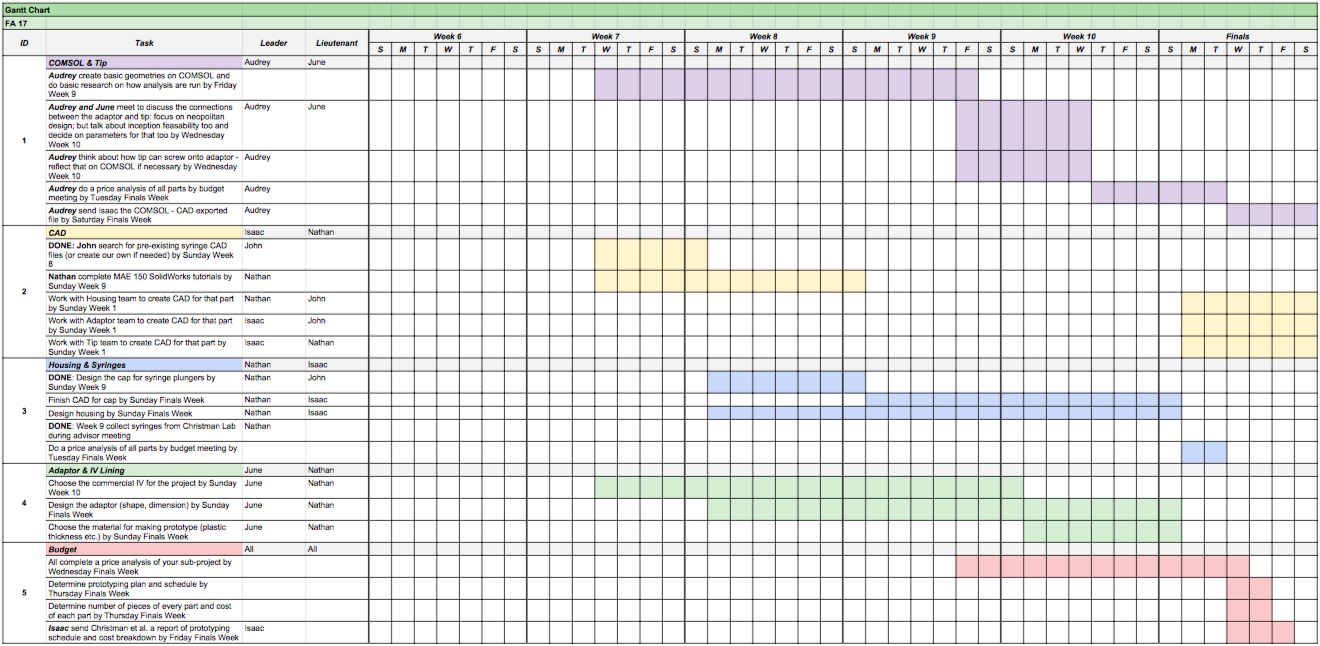 Gantt Chart
FA 17
ID Task Leader Lieutenant Week 6 Week 7 Week 8 Week 9 Week 10 Finals
S M T W T F S S M T W T F S S M T W T F S S M T W T F S S M T W T F S S M T W T F S
1
COMSOL & Tip Audrey June
Audrey create basic geometries on COMSOL and
do basic research on how analysis are run by Friday
Week 9
Audrey
Audrey and June meet to discuss the connections
between the adaptor and tip: focus on neopolitan
design; but talk about inception feasability too and
decide on parameters for that too by Wednesday
Week 10
Audrey June
Audrey think about how tip can screw onto adaptor -
reflect that on COMSOL if necessary by Wednesday
Week 10
Audrey
Audrey do a price analysis of all parts by budget
meeting by Tuesday Finals Week
Audrey
Audrey send Isaac the COMSOL - CAD exported
file by Saturday Finals Week
Audrey
2
CAD Isaac Nathan
DONE: John search for pre-existing syringe CAD
files (or create our own if needed) by Sunday Week
8
John
Nathan complete MAE 150 SolidWorks tutorials by
Sunday Week 9
Nathan
Work with Housing team to create CAD for that part
by Sunday Week 1
Nathan John
Work with Adaptor team to create CAD for that part
by Sunday Week 1
Isaac John
Work with Tip team to create CAD for that part by
Sunday Week 1
Isaac Nathan
3
Housing & Syringes Nathan Isaac
DONE: Design the cap for syringe plungers by
Sunday Week 9
Nathan John
Finish CAD for cap by Sunday Finals Week Nathan Isaac
Design housing by Sunday Finals Week Nathan Isaac
DONE: Week 9 collect syringes from Christman Lab
during advisor meeting
Nathan
Do a price analysis of all parts by budget meeting by
Tuesday Finals Week
4
Adaptor & IV Lining June Nathan
Choose the commercial IV for the project by Sunday
Week 10
June Nathan
Design the adaptor (shape, dimension) by Sunday
Finals Week
June Nathan
Choose the material for making prototype (plastic
thickness etc.) by Sunday Finals Week
June Nathan
5
Budget All All
All complete a price analysis of your sub-project by
Wednesday Finals Week
Determine prototyping plan and schedule by
Thursday Finals Week
Determine number of pieces of every part and cost
of each part by Thursday Finals Week
Isaac send Christman et al. a report of prototyping
schedule and cost breakdown by Friday Finals Week
Isaac